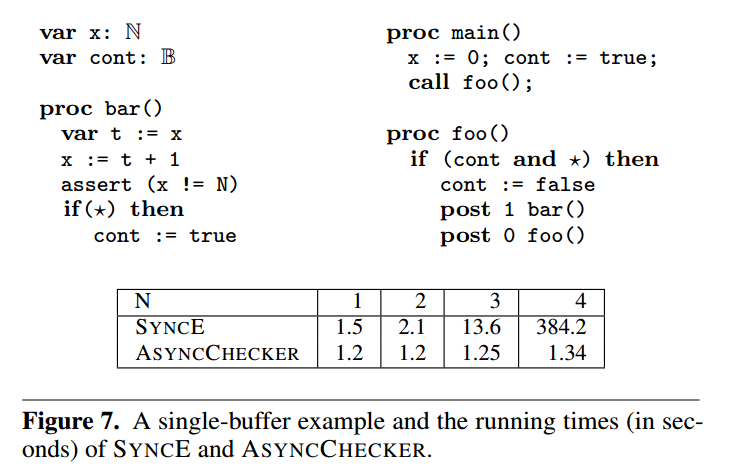 var x: ℕ
var cont: 𝔹
proc bar()
var t := x
x := t + 1
assert (x != N)
if(⋆) then
cont := true
proc main()
x := 0; cont := true;
call foo();
proc foo()
if (cont and ⋆) then
cont := false
post 1 bar()
post 0 foo()
N 1 2 3 4
SYNCE 1.5 2.1 13.6 384.2
ASYNCCHECKER 1.2 1.2 1.25 1.34
Figure 7. A single-buffer example and the running times (in sec-
onds) of SYNCE and ASYNCCHECKER.